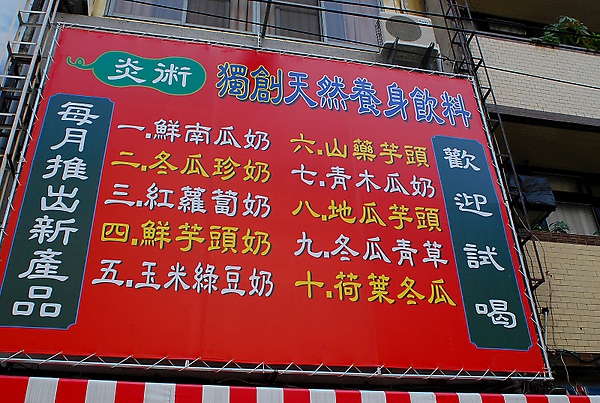 炎術
獨創天然養身飲料
每月推出新產品
一.鮮南瓜奶
二.冬瓜珍奶
三.紅蘿蔔奶
四.鮮芋頭奶
五.玉米綠豆奶
六.山藥芋頭
七.青木瓜奶
八.地瓜芋頭
九.冬瓜青草
十.荷葉冬瓜
歡迎試喝